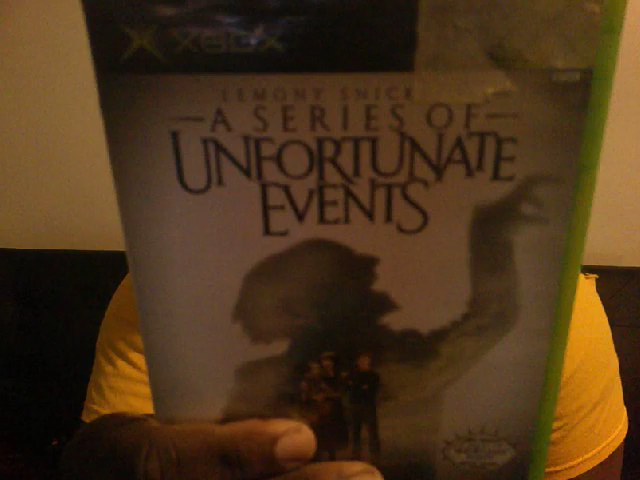 XBOX
LEMONY SNICK
A SERIES OF
UNFORTUNATE
EVENTS